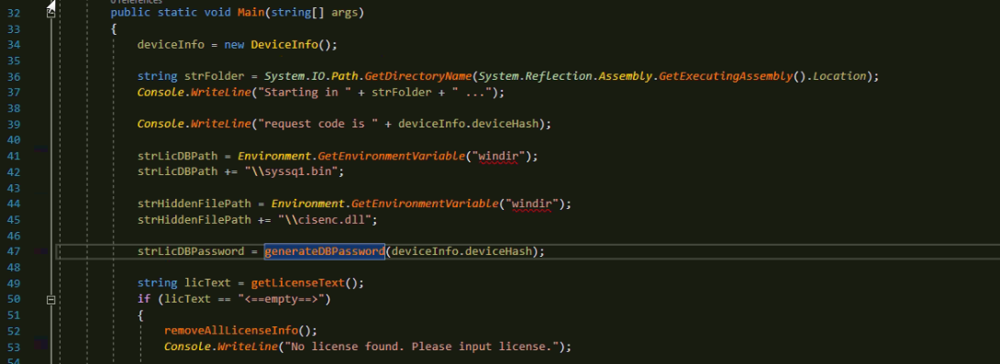 0 references
32 public static void Main(string[] args)
33 {
34 deviceInfo = new DeviceInfo();
35
36 string strFolder = System.IO.Path.GetDirectoryName(System.Reflection.Assembly.GetExecutingAssembly().Location);
37 Console.WriteLine("Starting in " + strFolder + " ...");
38
39 Console.WriteLine("request code is " + deviceInfo.deviceHash);
40
41 strLicDBPath = Environment.GetEnvironmentVariable("windir");
42 strLicDBPath += "\\syssq1.bin";
43
44 strHiddenFilePath = Environment.GetEnvironmentVariable("windir");
45 strHiddenFilePath += "\\cisenc.dll";
46
47 strLicDBPassword = generateDBPassword(deviceInfo.deviceHash);
48
49 string licText = getLicenseText();
50 if (licText == "<==empty==>")
51 {
52 removeAllLicenseInfo();
53 Console.WriteLine("No license found. Please input license.");
54